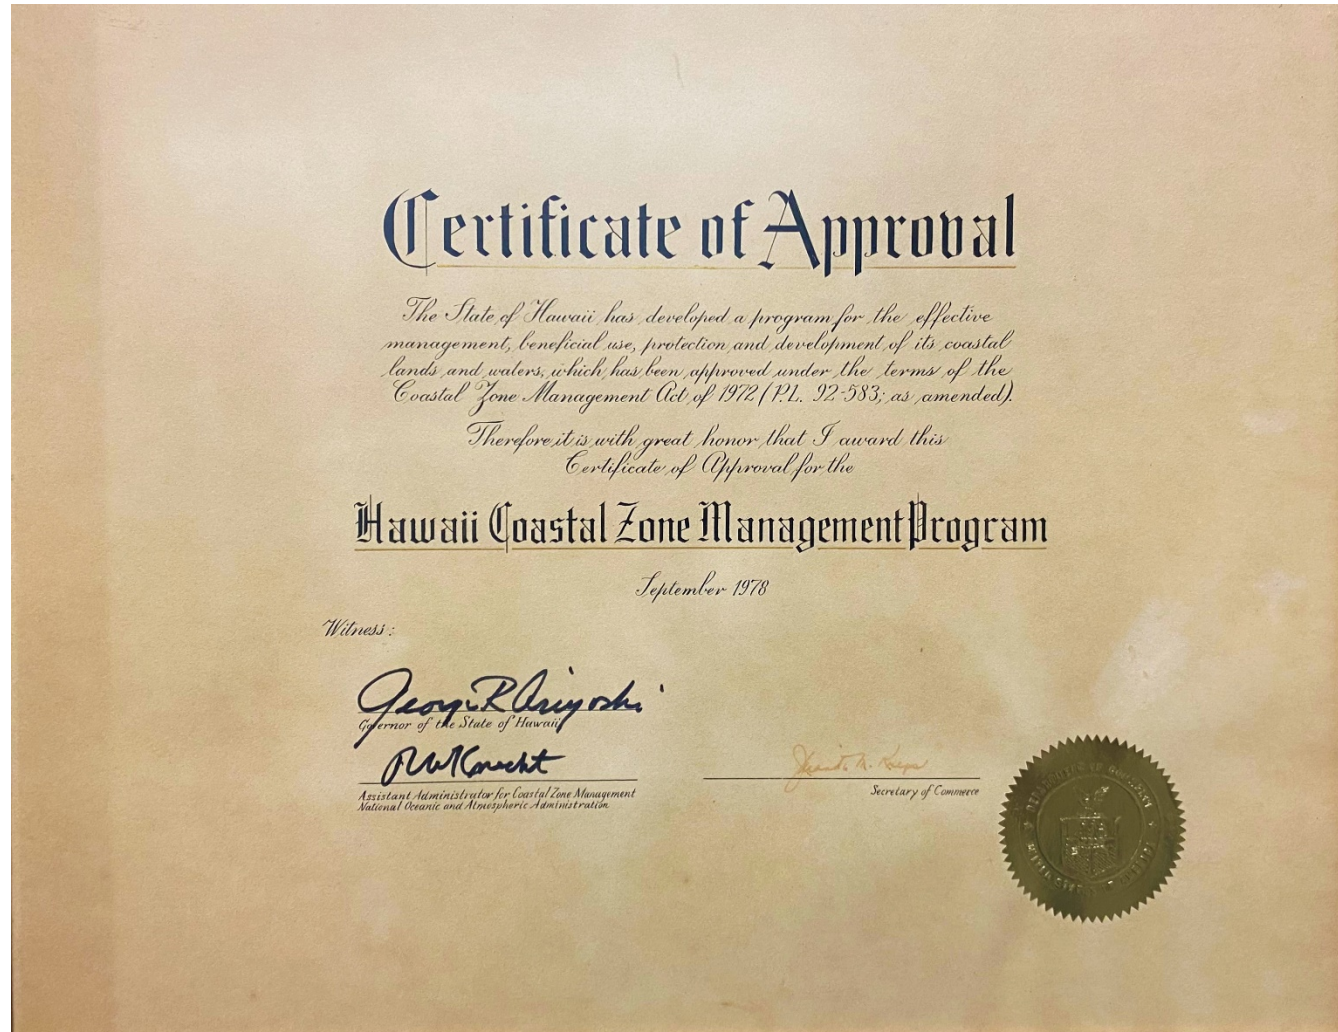 Certificate of Approval
The State of Hawaii has developed a program for the effective
management, beneficial use, protection and development of its coastal
lands and waters, which has been approved under the terms of the
Coastal Zone Management Act of 1972 (P.L. 92-583; as amended).
Therefore it is with great honor that I award this
Certificate of Approval for the
Hawaii Coastal Zone Management Program
September 1978
Witness:
George R Ariyoshi
Governor of the State of Hawaii
RW Knecht
Assistant Administrator for Coastal Zone Management
National Oceanic and Atmospheric Administration
Secretary of Commerce